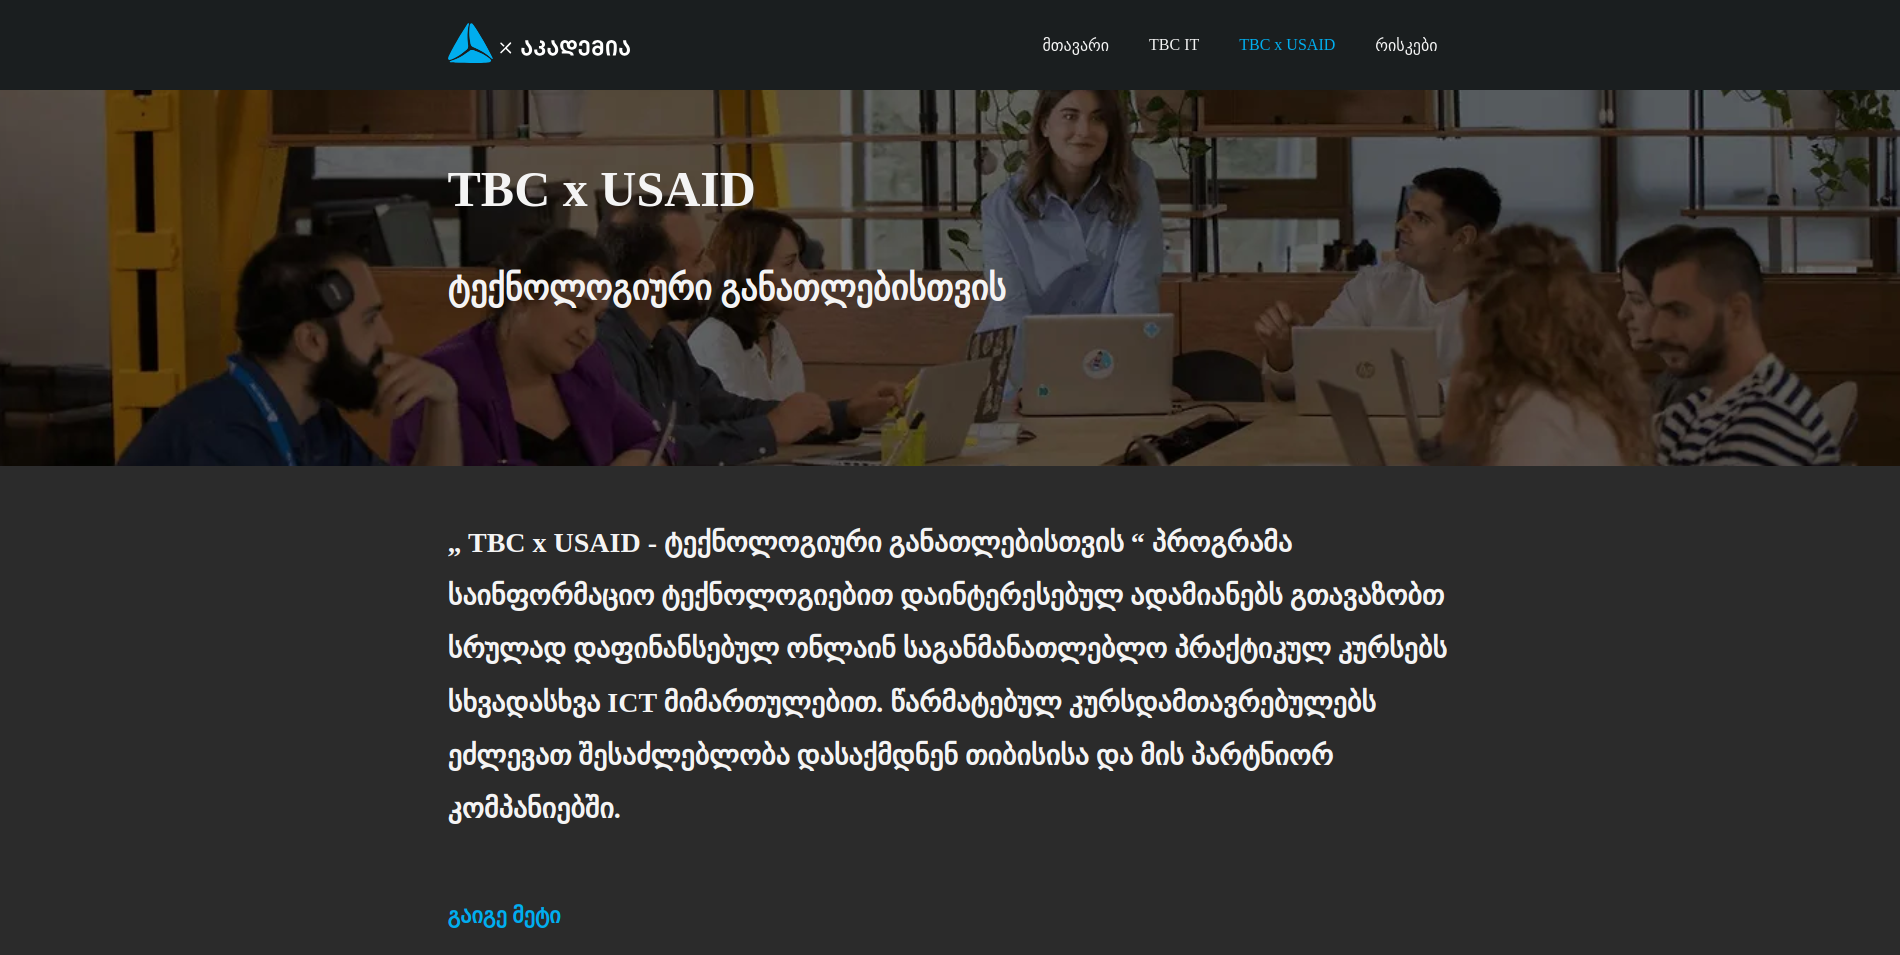 × ᲐᲙᲐᲓᲔᲛᲘᲐ
მთავარი TBC IT TBC x USAID რისკები
TBC x USAID
ტექნოლოგიური განათლებისთვის
„ TBC x USAID - ტექნოლოგიური განათლებისთვის “ პროგრამა
საინფორმაციო ტექნოლოგიებით დაინტერესებულ ადამიანებს გთავაზობთ
სრულად დაფინანსებულ ონლაინ საგანმანათლებლო პრაქტიკულ კურსებს
სხვადასხვა ICT მიმართულებით. წარმატებულ კურსდამთავრებულებს
ეძლევათ შესაძლებლობა დასაქმდნენ თიბისისა და მის პარტნიორ
კომპანიებში.
გაიგე მეტი